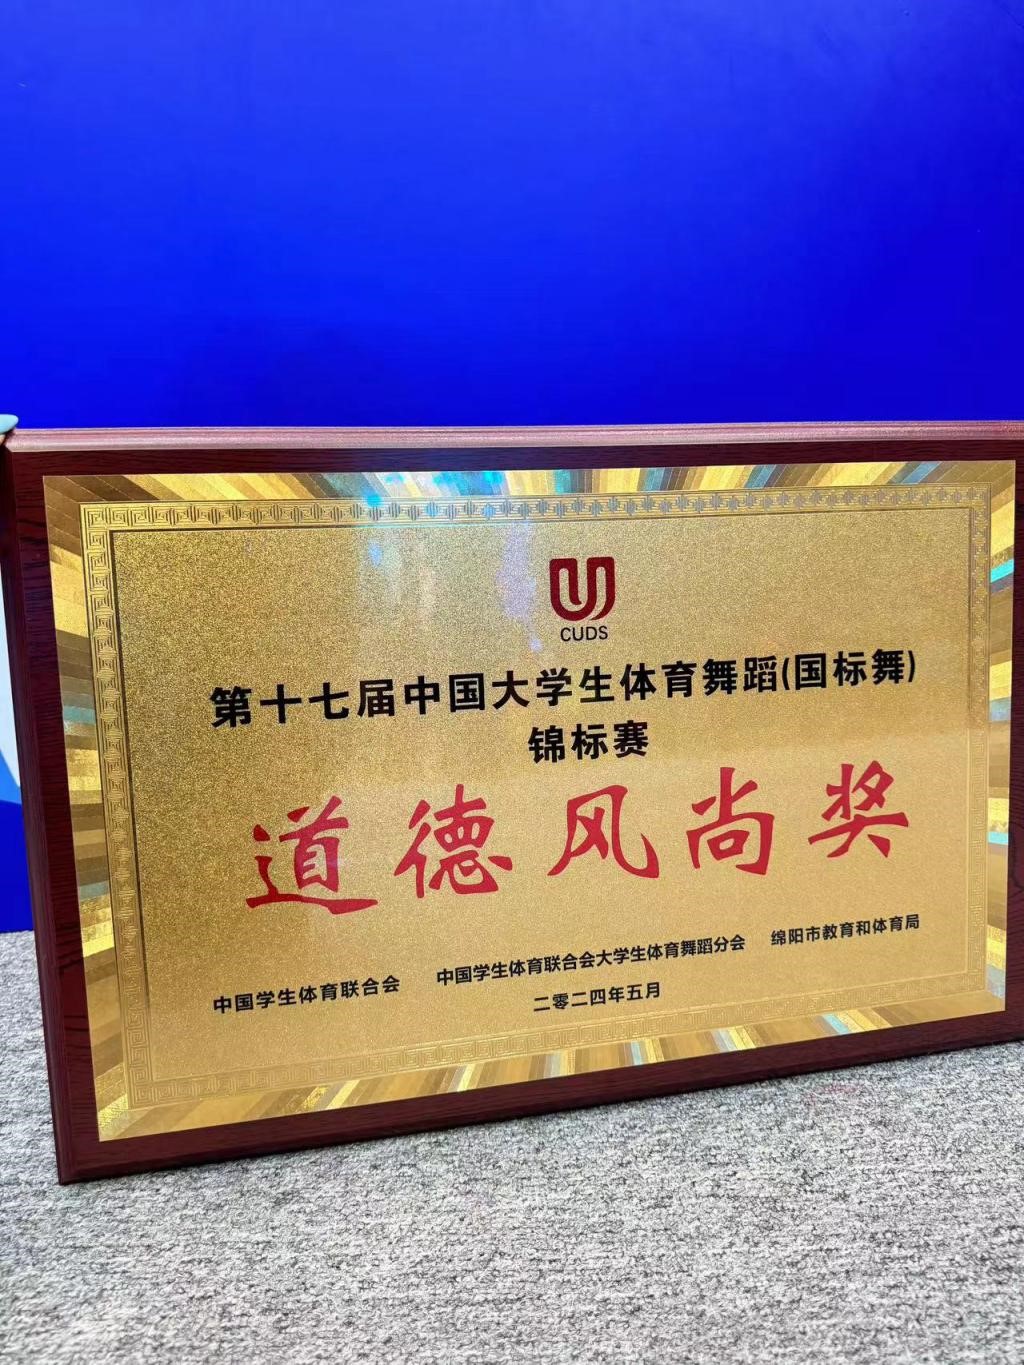 CUDS
第十七届中国大学生体育舞蹈(国标舞)
锦标赛
道德风尚奖
中国学生体育联合会 中国学生体育联合会大学生体育舞蹈分会 绵阳市教育和体育局
二零二四年五月